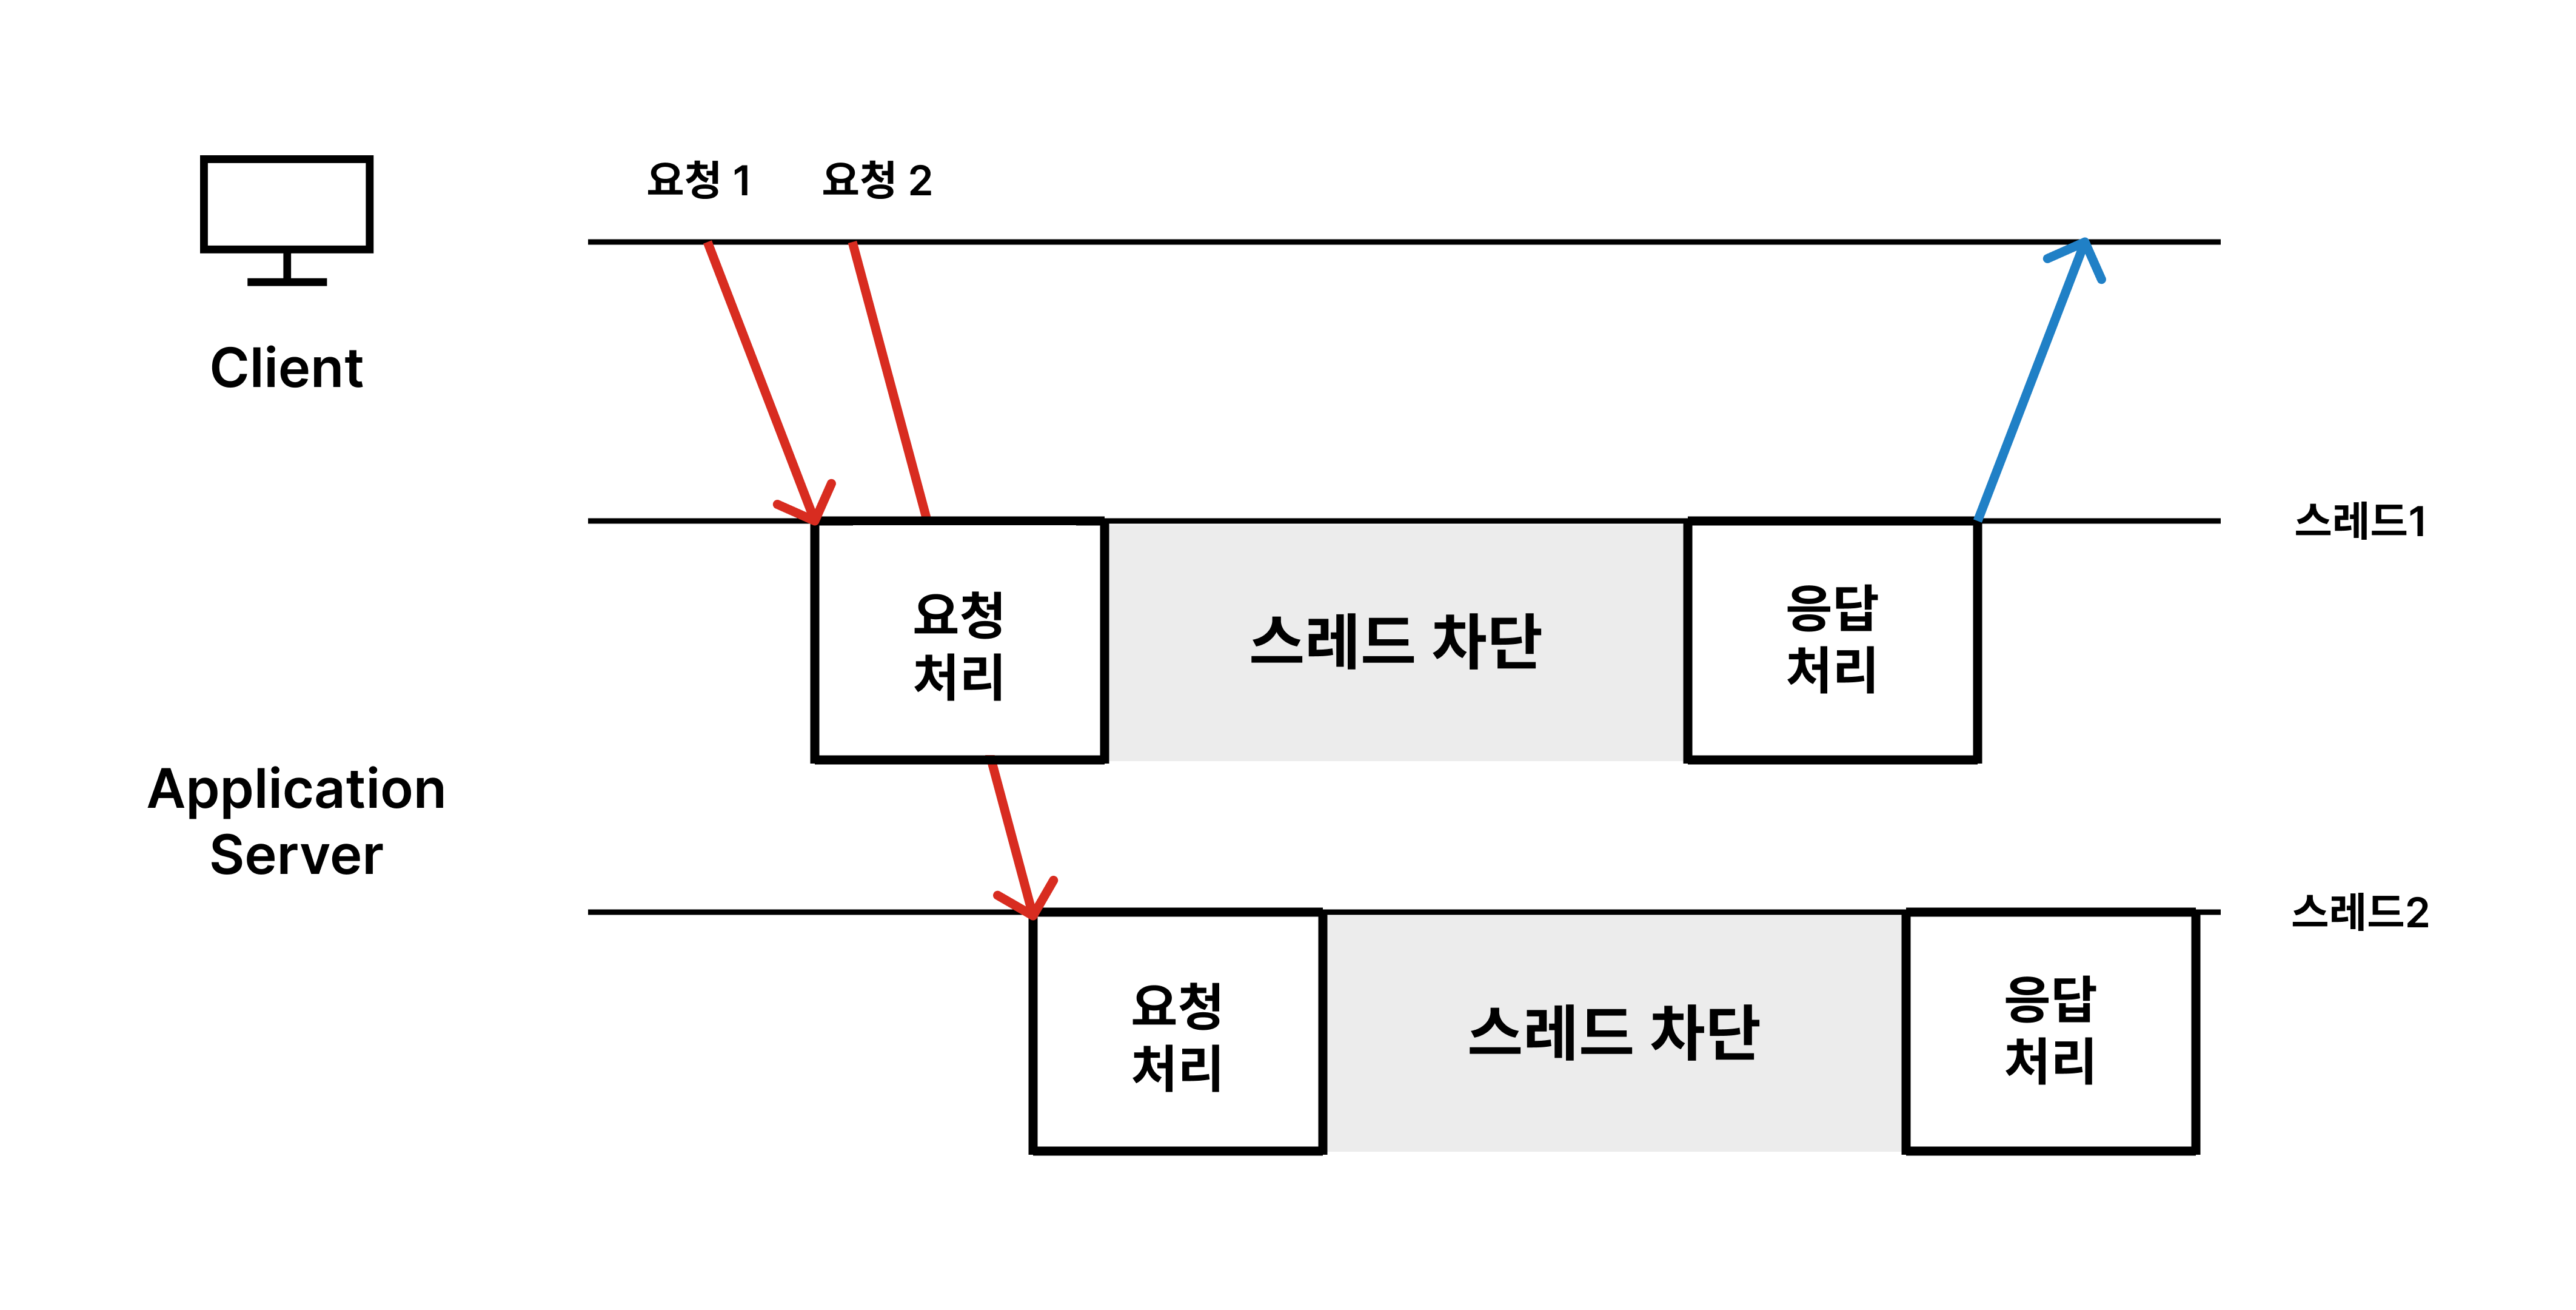 요청 1
요청 2
Client
스레드1
요청
처리
스레드 차단
응답
처리
Application
Server
스레드2
요청
처리
스레드 차단
응답
처리